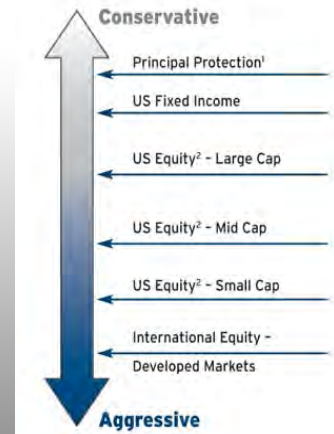 Conservative
Principal Protection¹
US Fixed Income
US Equity² - Large Cap
US Equity² - Mid Cap
US Equity² - Small Cap
International Equity -
Developed Markets
Aggressive